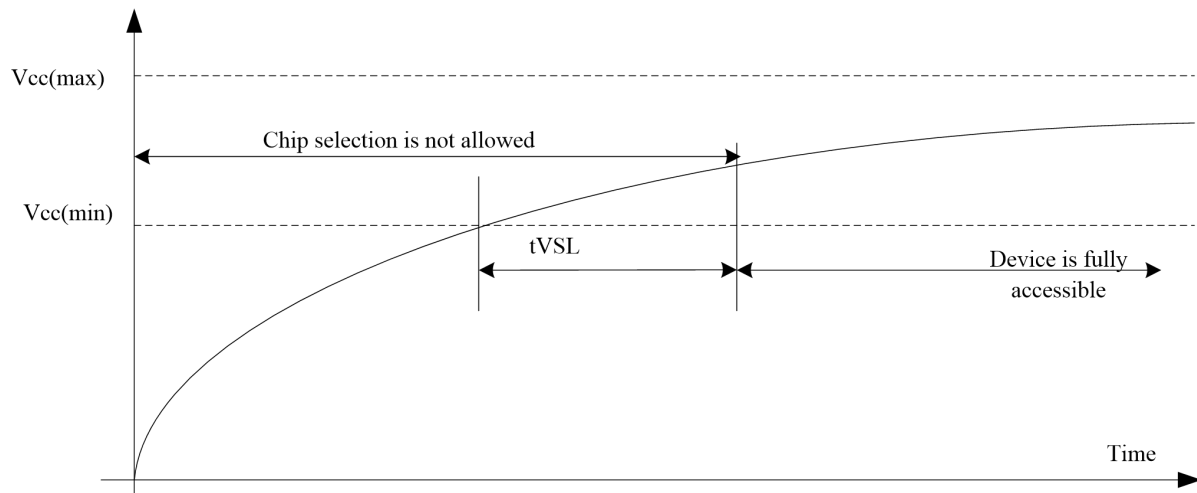 Vcc(max)
Chip selection is not allowed
Vcc(min)
tVSL
Device is fully
accessible
Time